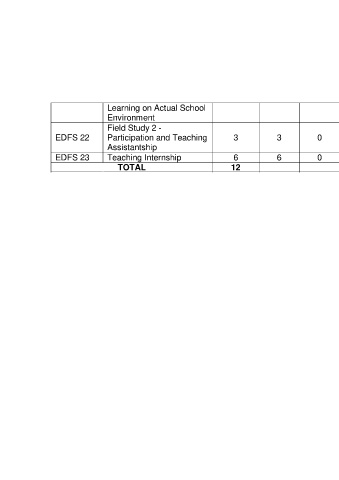 Learning on Actual School
Environment
EDFS 22 Field Study 2 -
Participation and Teaching
Assistantship 3 3 0
EDFS 23 Teaching Internship 6 6 0
TOTAL 12